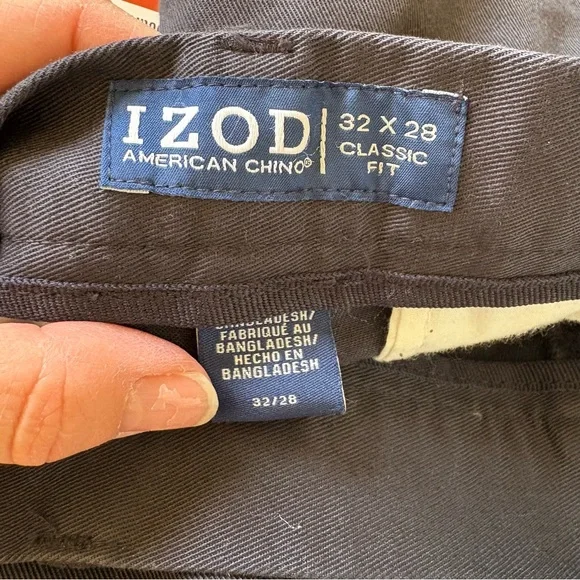 IZOD
AMERICAN CHINO®
32 X 28
CLASSIC
FIT
BANGLADESH/
FABRIQUÉ AU
BANGLADESH/
HECHO EN
BANGLADESH
32/28